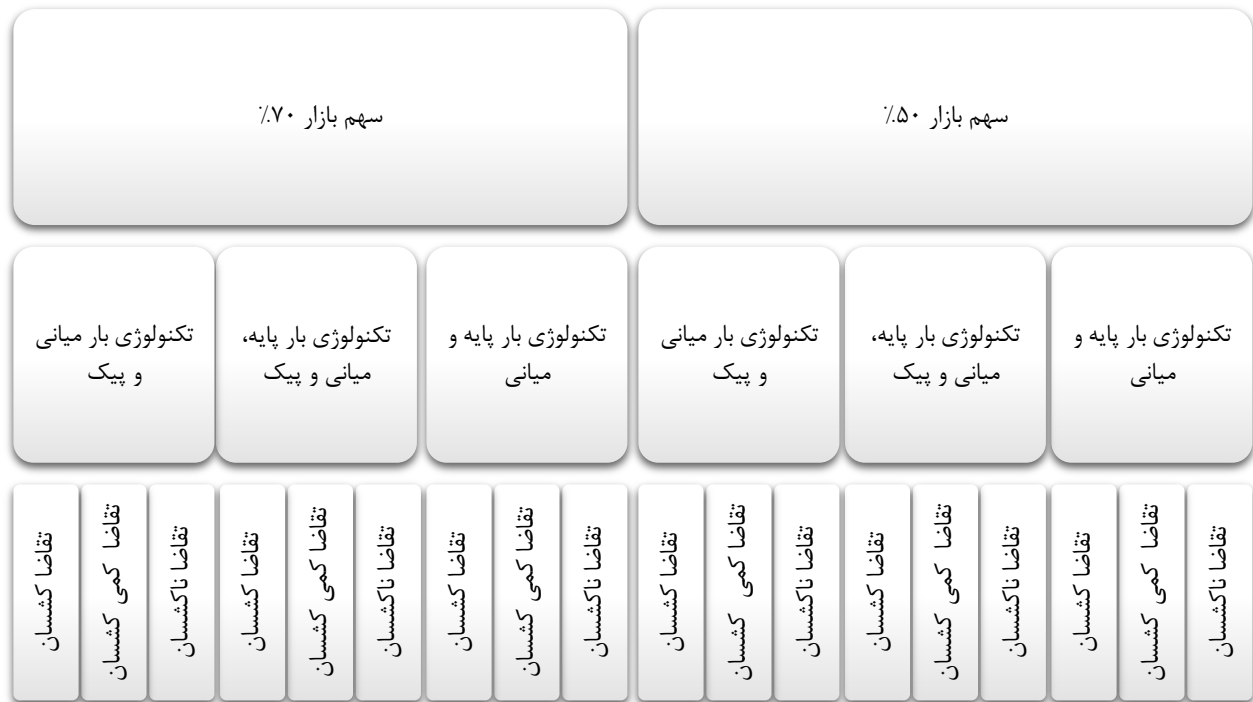 سهم بازار ۵۰٪
سهم بازار ۷۰٪
تکنولوژی بار پایه و
میانی
تکنولوژی بار پایه،
میانی و پیک
تکنولوژی بار میانی
و پیک
تکنولوژی بار پایه و
میانی
تکنولوژی بار پایه،
میانی و پیک
تکنولوژی بار میانی
و پیک
تقاضا ناکشسان
تقاضا کمی کشسان
تقاضا کشسان
تقاضا ناکشسان
تقاضا کمی کشسان
تقاضا کشسان
تقاضا ناکشسان
تقاضا کمی کشسان
تقاضا کشسان
تقاضا ناکشسان
تقاضا کمی کشسان
تقاضا کشسان
تقاضا ناکشسان
تقاضا کمی کشسان
تقاضا کشسان
تقاضا ناکشسان
تقاضا کمی کشسان
تقاضا کشسان